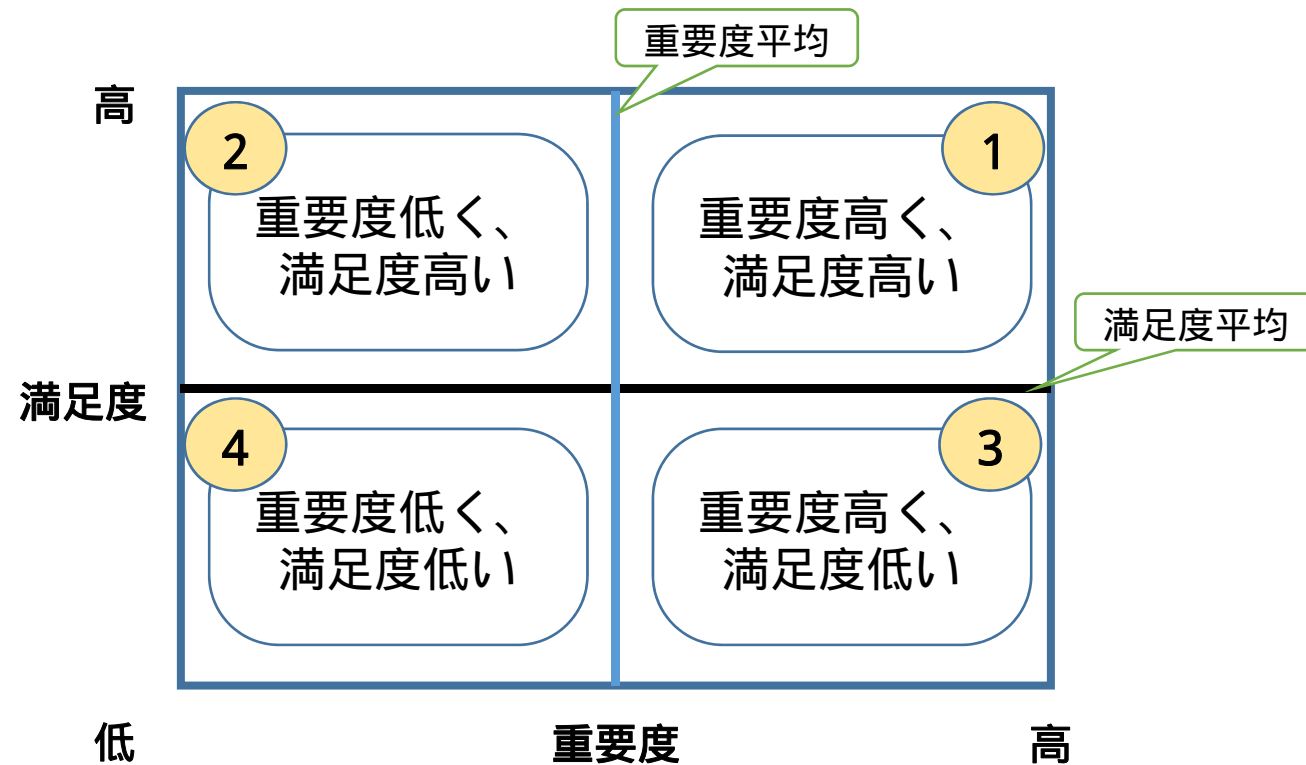 重要度平均
高
2
重要度低く、
満足度高い
1
重要度高く、
満足度高い
満足度平均
満足度
4
重要度低く、
満足度低い
3
重要度高く、
満足度低い
低
重要度
高